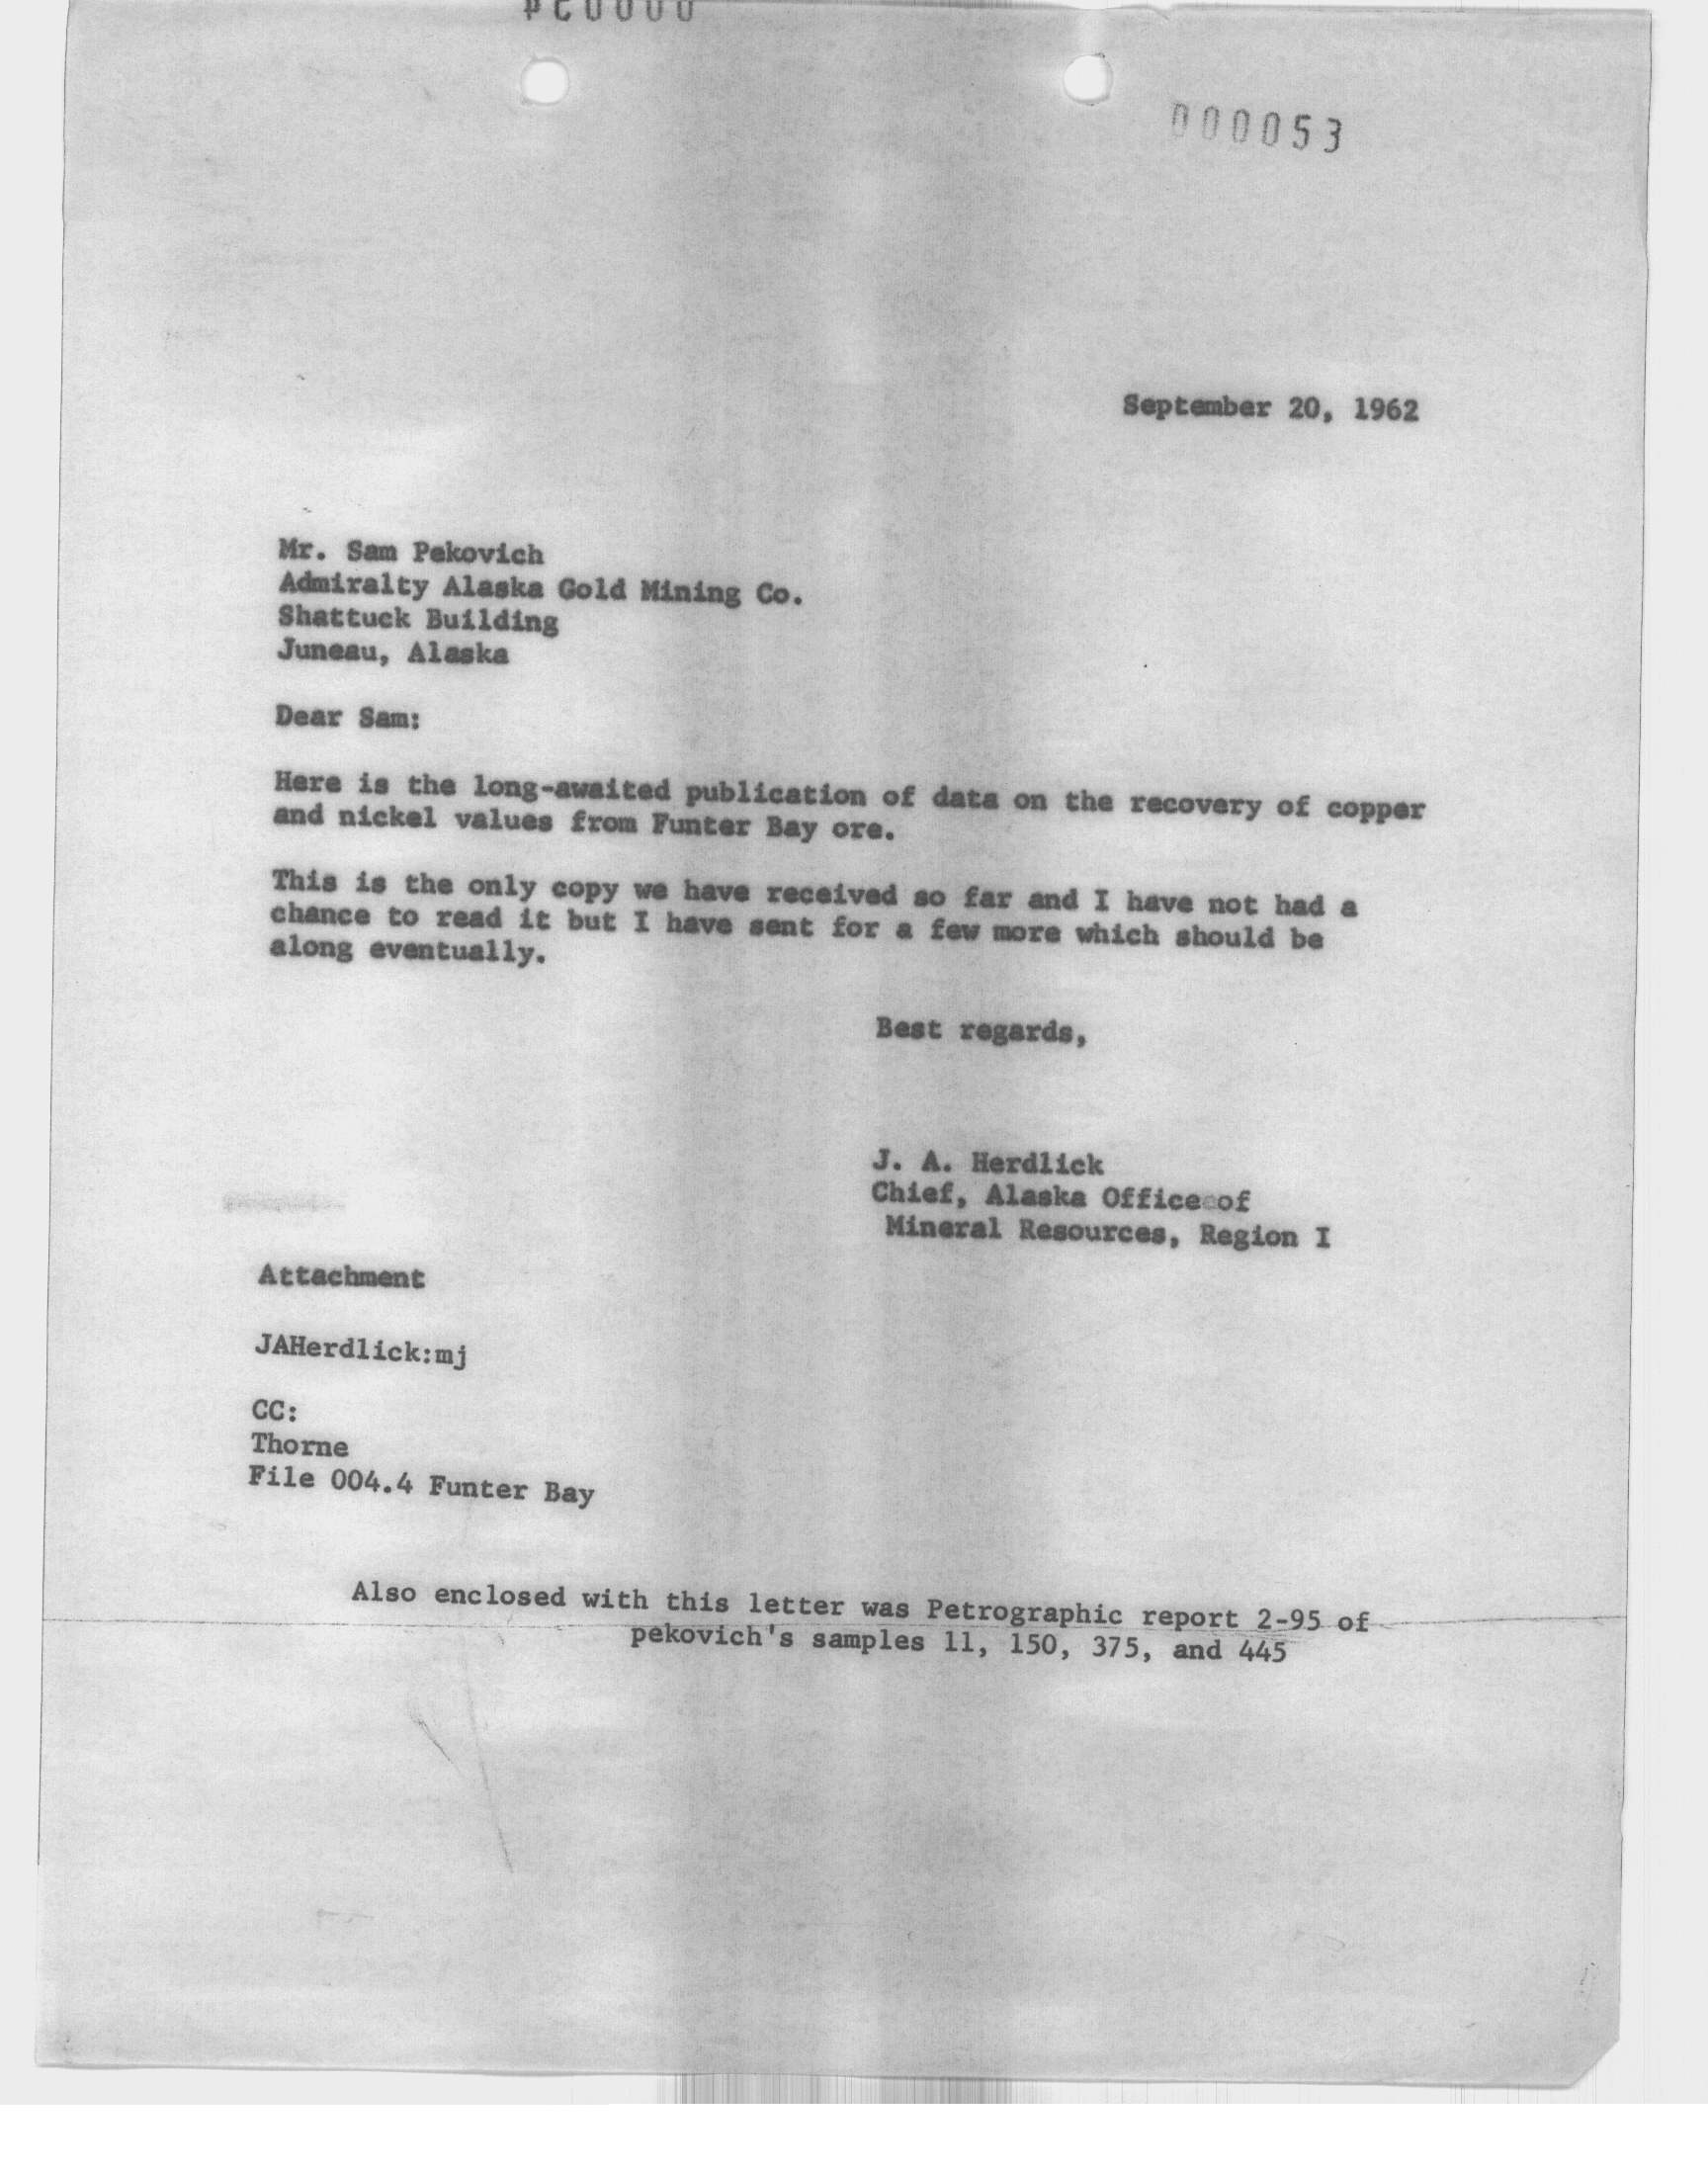 000053
September 20, 1962
Mr. Sam Pekovich
Admiralty Alaska Gold Mining Co.
Shattuck Building
Juneau, Alaska
Dear Sam:
Here is the long-awaited publication of data on the recovery of copper
and nickel values from Funter Bay ore.
This is the only copy we have received so far and I have not had a
chance to read it but I have sent for a few more which should be
along eventually.
Best regards,
J. A. Herdlick
Chief, Alaska Office of
Mineral Resources, Region I
Attachment
JAHerdlick:mj
CC:
Thorne
File 004.4 Funter Bay
Also enclosed with this letter was Petrographic report 2-95 of
pekovich's samples 11, 150, 375, and 445